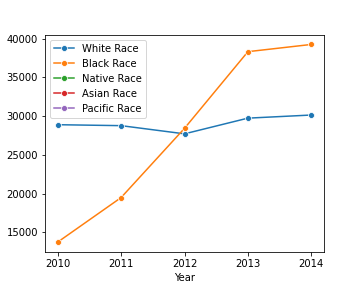 40000
35000
30000
25000
20000
15000
White Race
Black Race
Native Race
Asian Race
Pacific Race
2010 2011 2012 2013 2014
Year